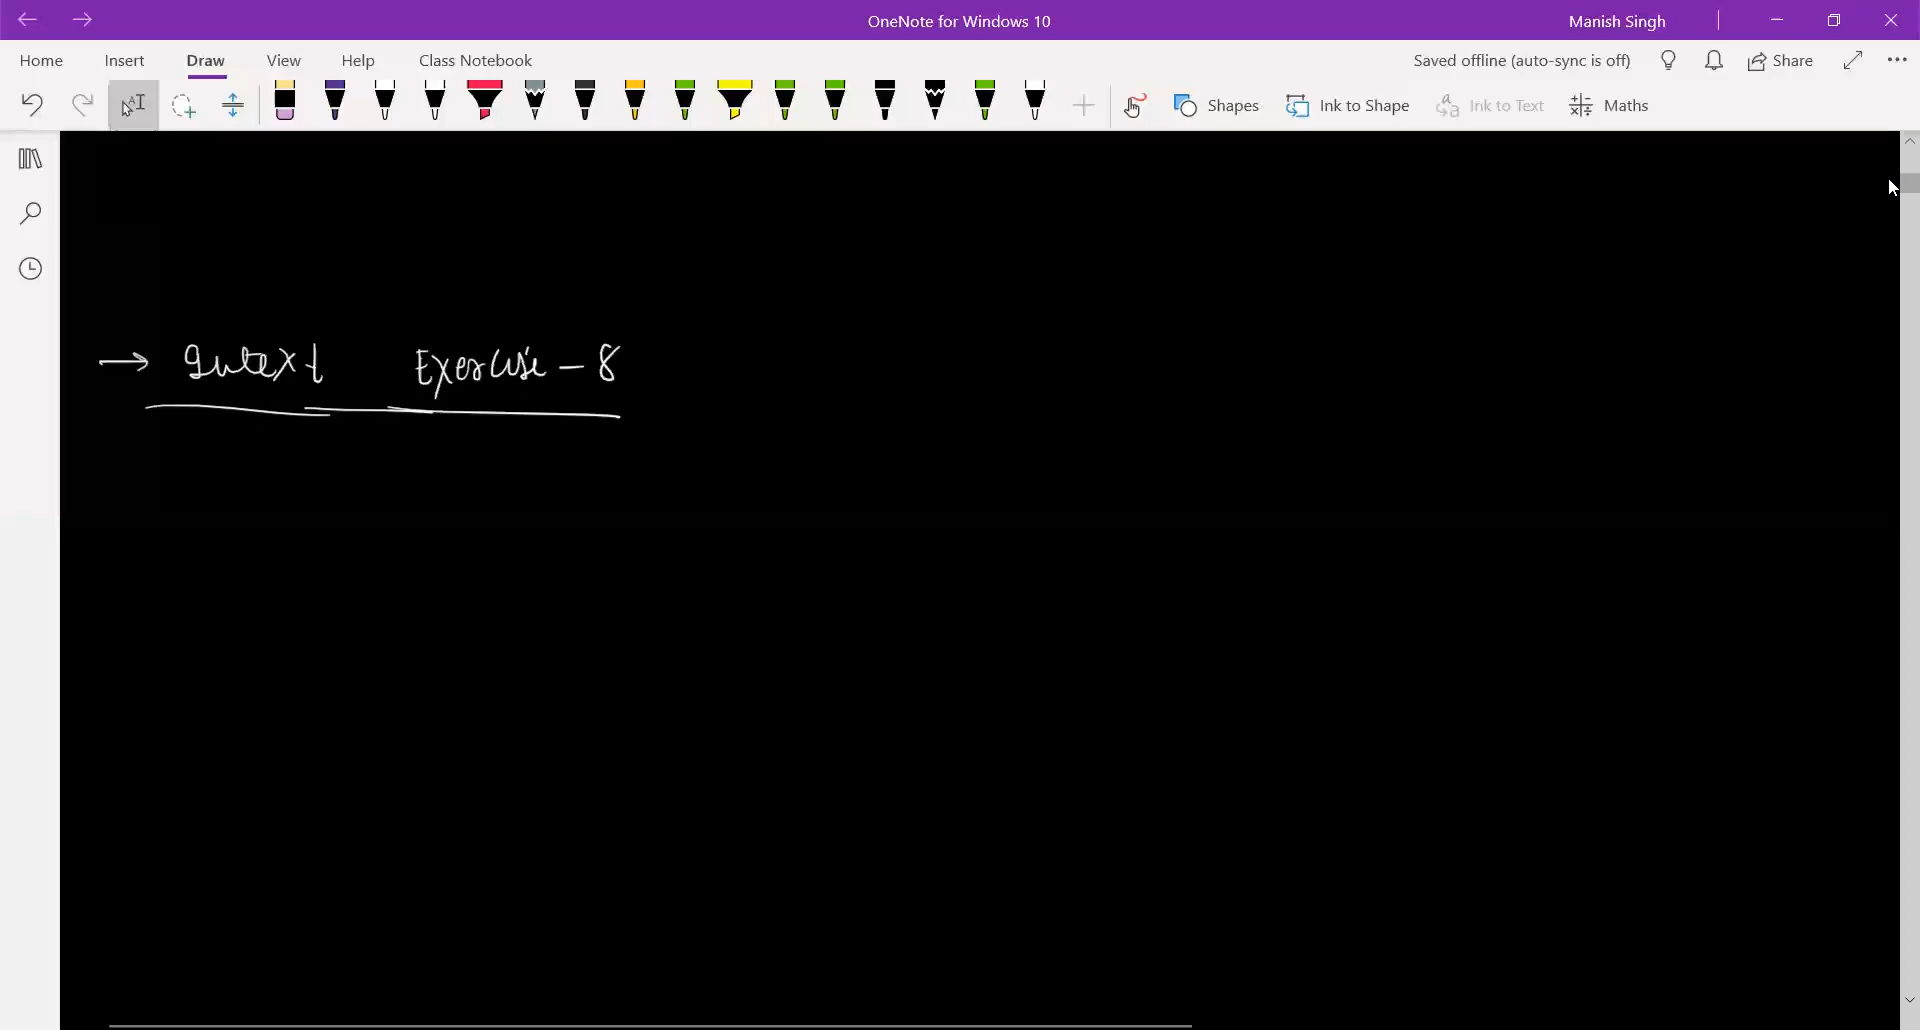 OneNote for Windows 10
Manish Singh
Home Insert Draw View Help Class Notebook
Saved offline (auto-sync is off) Share
Shapes Ink to Shape Ink to Text Maths
→ Intext Exercise - 8